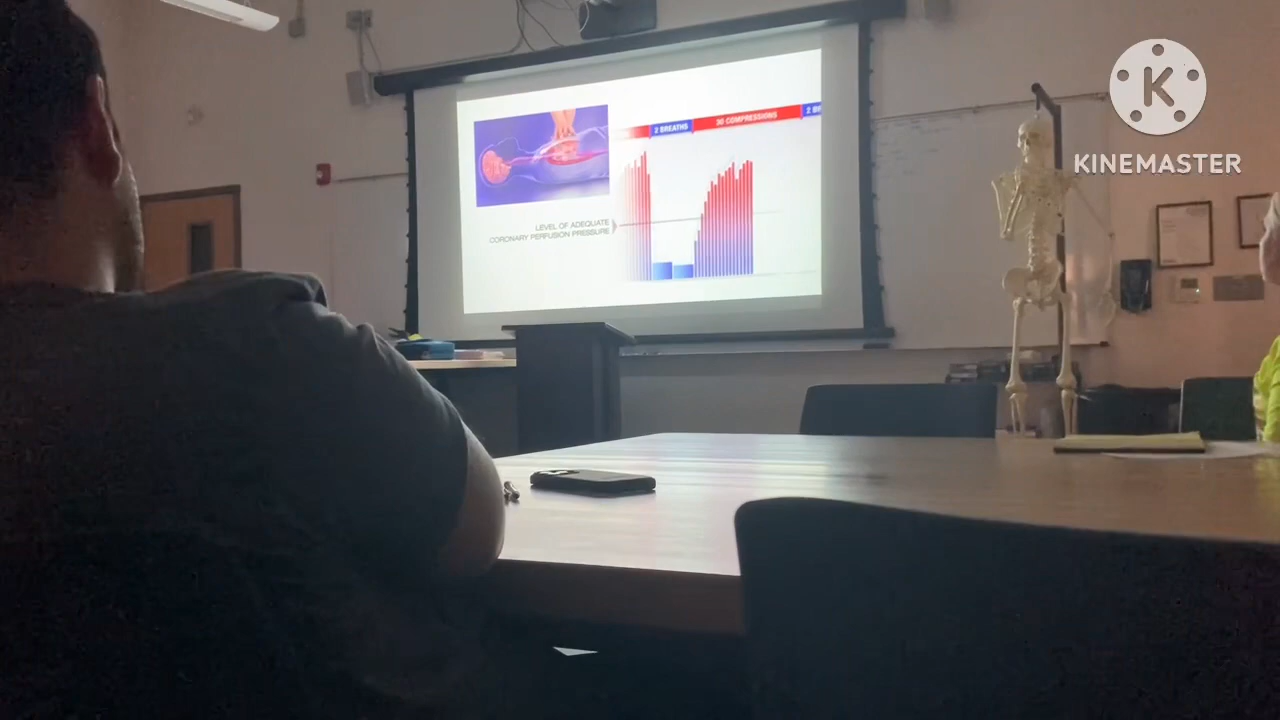 2 BREATHS
30 COMPRESSIONS
LEVEL OF ADEQUATE
CORONARY PERFUSION PRESSURE
K
KINEMASTER